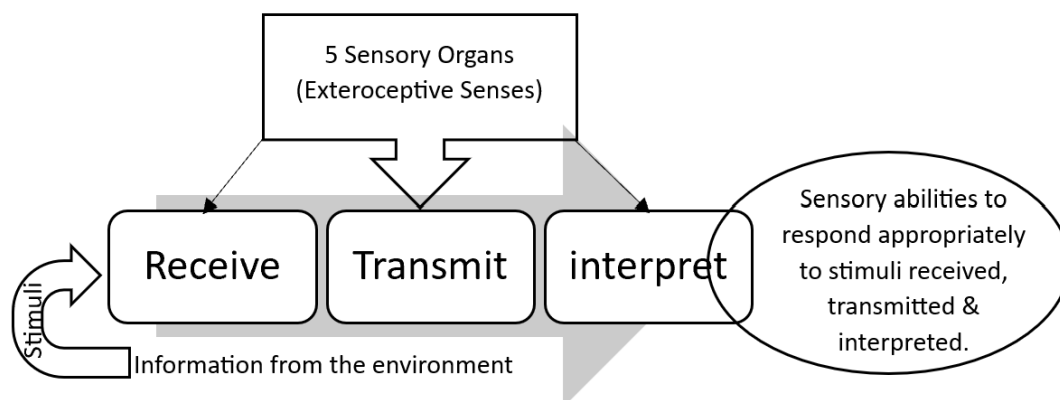 5 Sensory Organs
(Exteroceptive Senses)
Receive
Transmit
interpret
Sensory abilities to
respond appropriately
to stimuli received,
transmitted &
interpreted.
Stimuli
Information from the environment